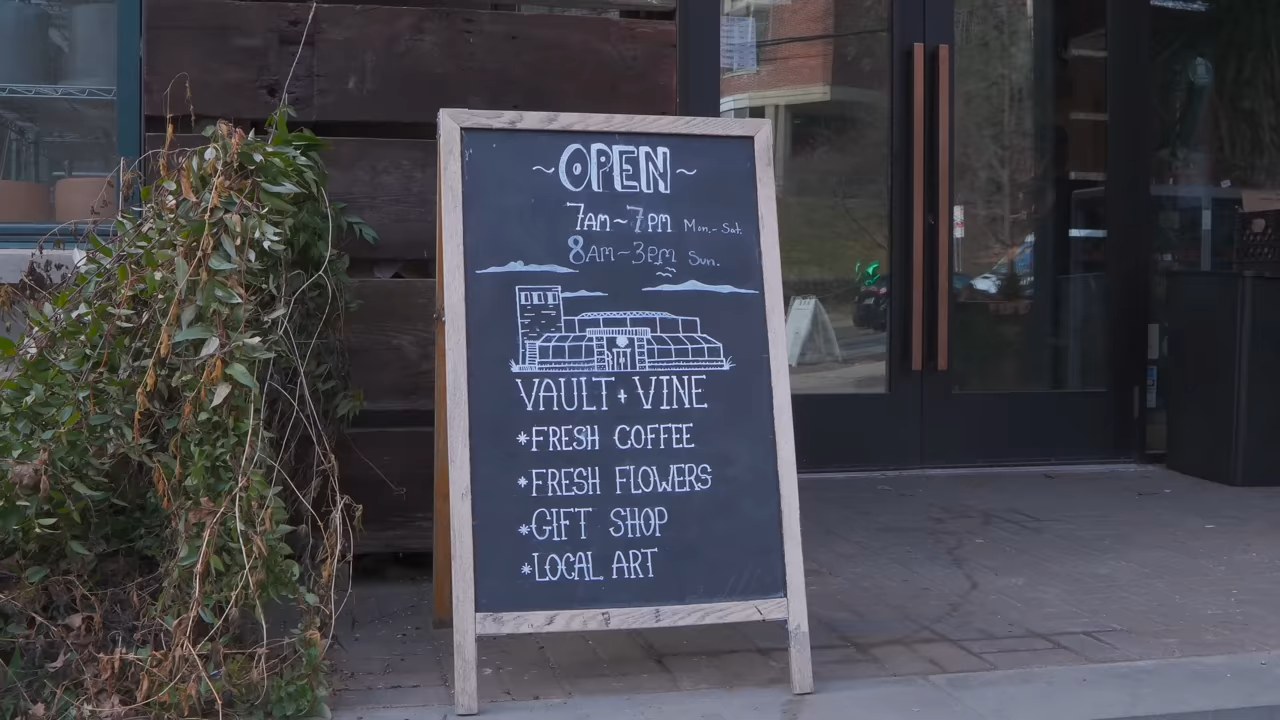 ~OPEN~
7AM~7PM Mon.-Sat.
8AM~3PM Sun.
VAULT + VINE
*FRESH COFFEE
*FRESH FLOWERS
*GIFT SHOP
*LOCAL ART